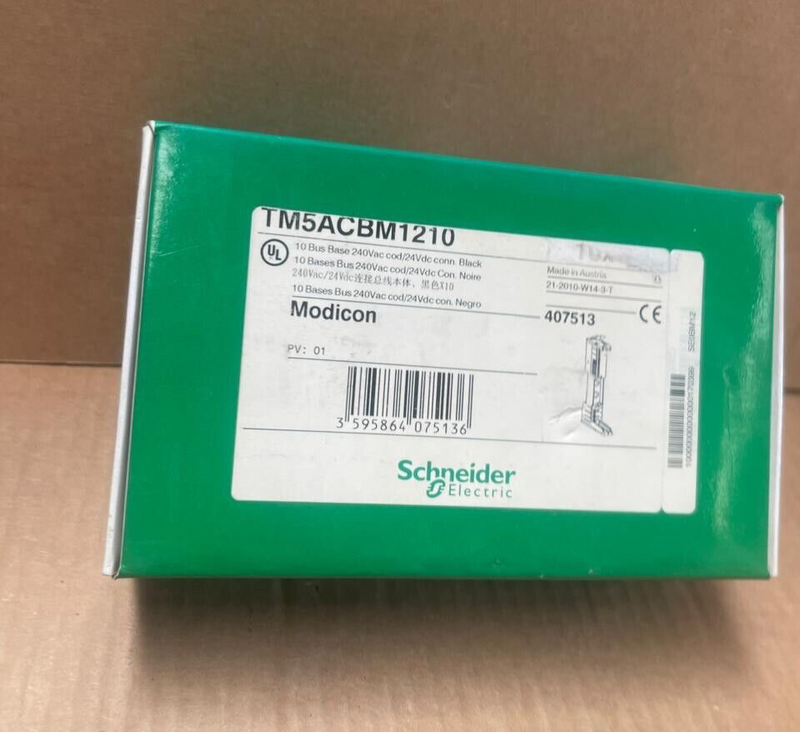 TM5ACBM1210
UL
10 Bus Base 240Vac cod/24Vdc conn. Black
10 Bases Bus 240Vac cod/24Vdc Con. Noire
240Vac/24Vdc连接总线本体, 黑色X10
10 Bases Bus 240Vac cod/24Vdc con. Negro
Modicon
PV: 01
3 595864 075136
Made in Austria
21-2010-W14-3-T
407513
CE
Schneider
Electric